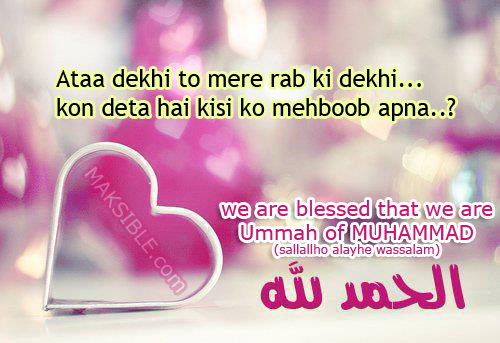 Ataa dekhi to mere rab ki dekhi...
kon deta hai kisi ko mehboob apna..?
MAKSIBLE.com
we are blessed that we are
Ummah of MUHAMMAD
(sallallho alayhe wassalam)
الحمد لله